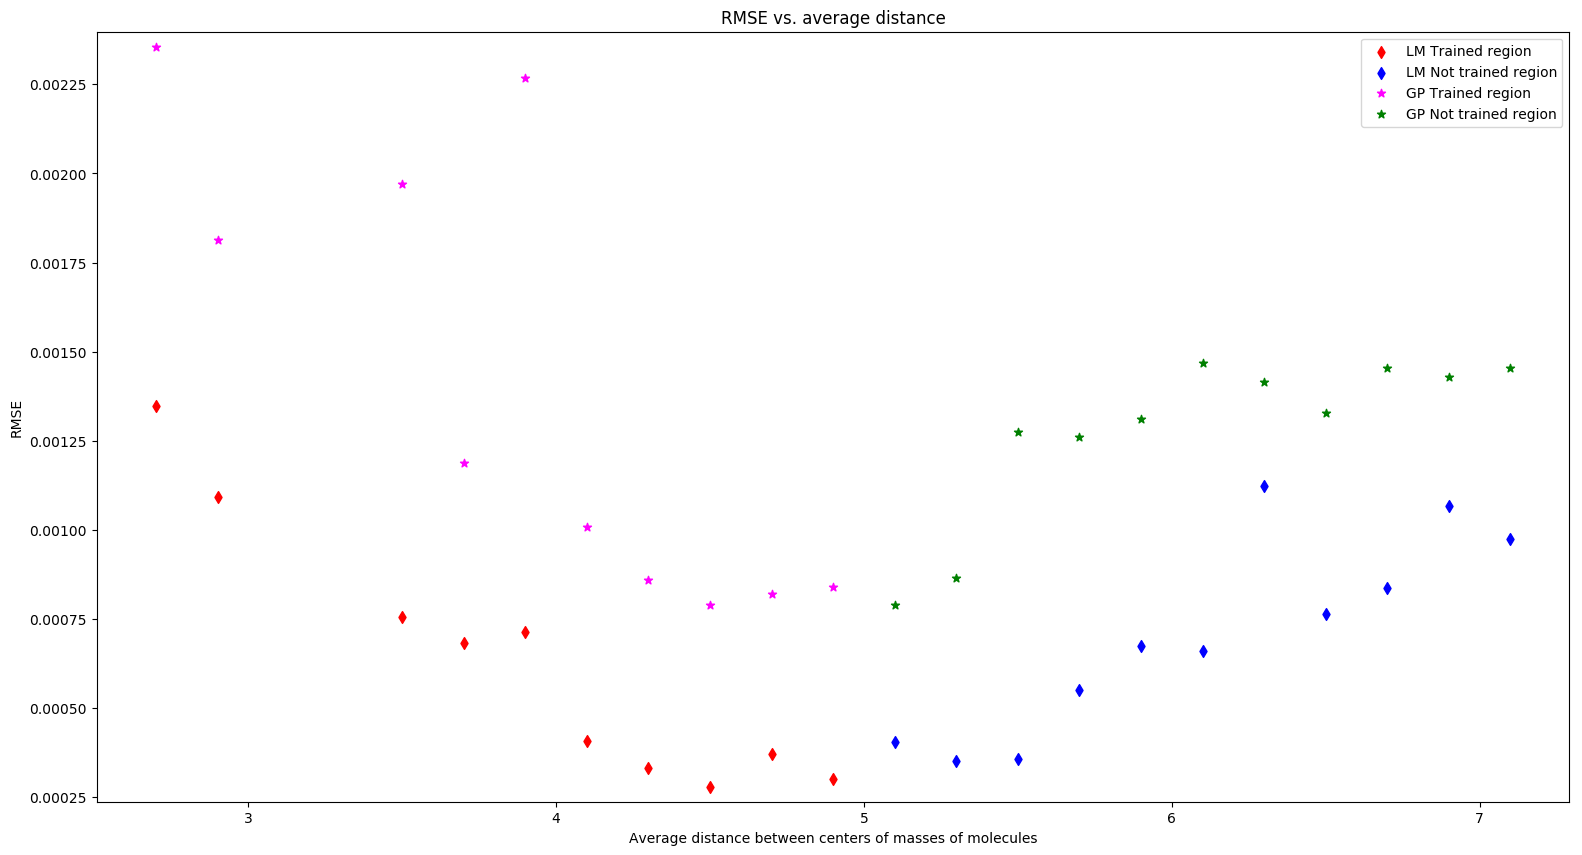 RMSE vs. average distance
LM Trained region
LM Not trained region
GP Trained region
GP Not trained region
0.00225
0.00200
0.00175
0.00150
0.00125
0.00100
0.00075
0.00050
0.00025
RMSE
3 4 5 6 7
Average distance between centers of masses of molecules